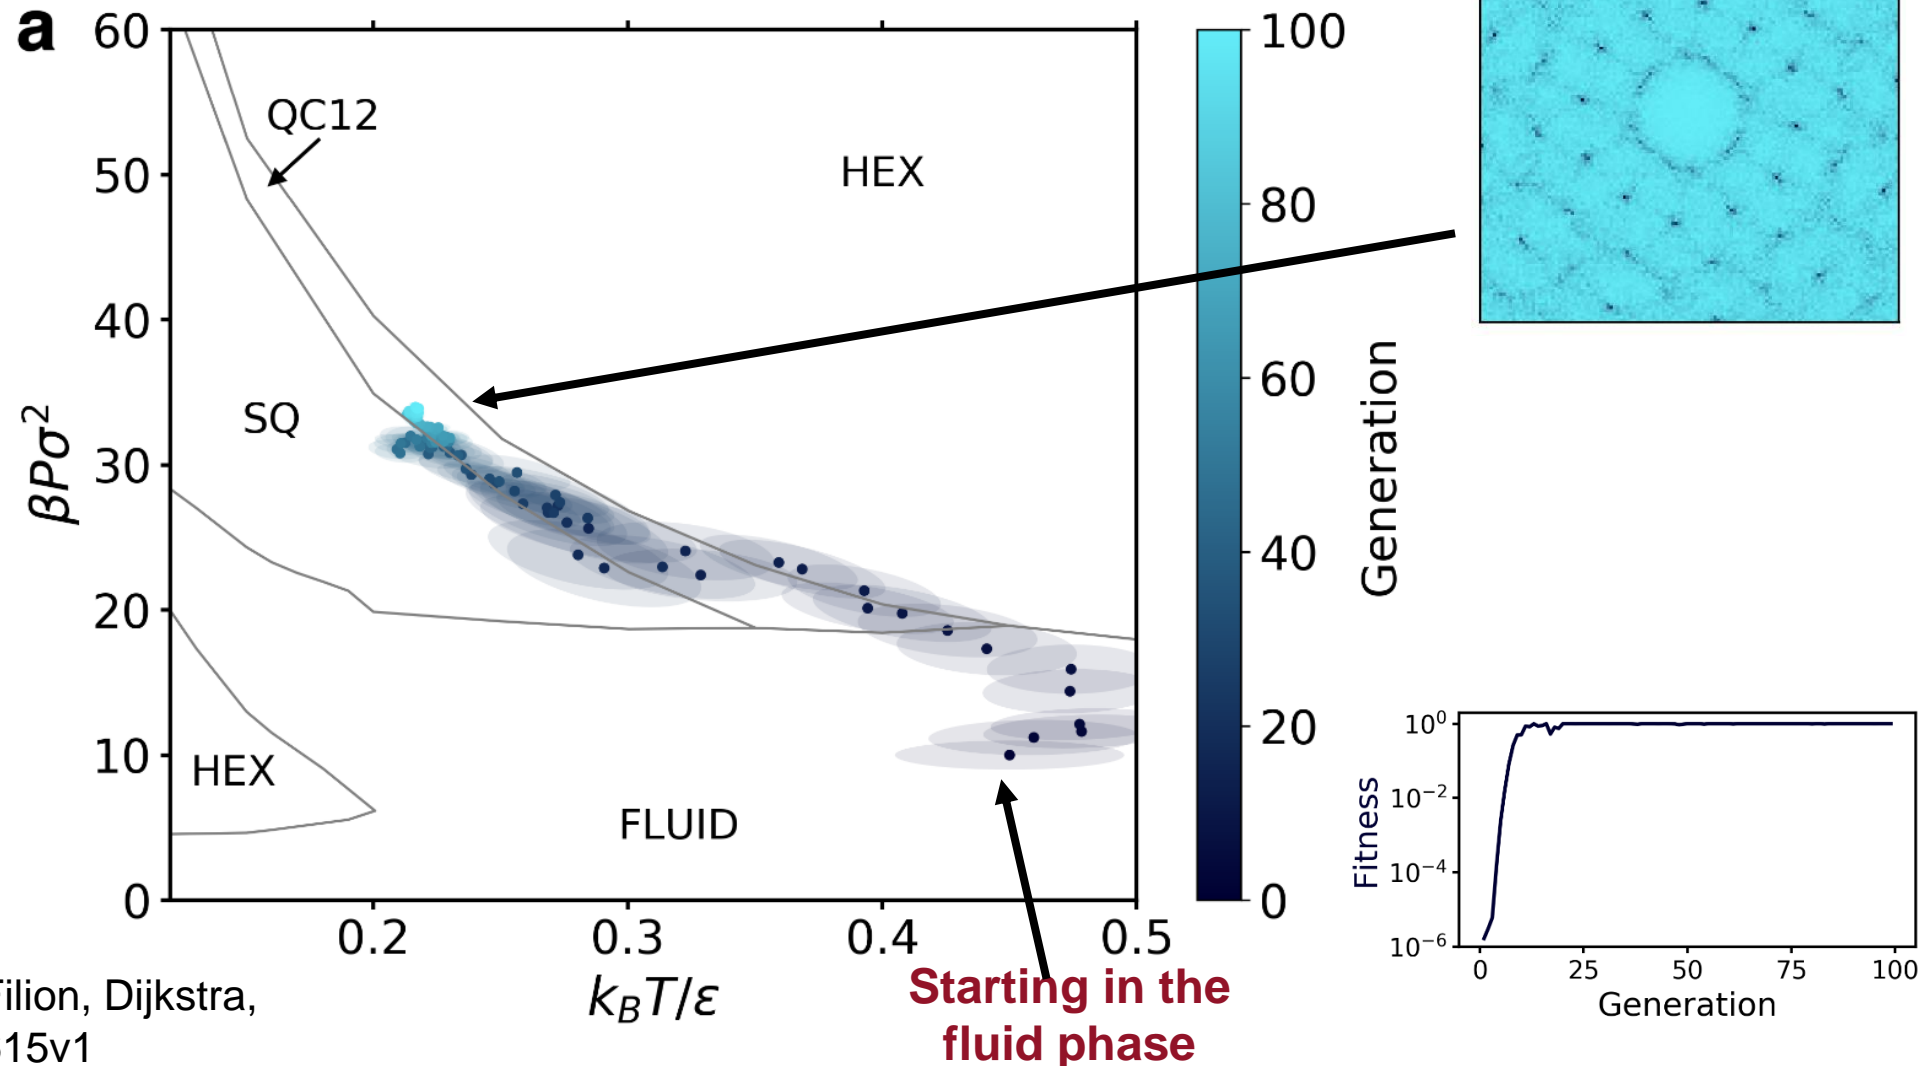 a
60
50
40
30
20
10
0
βPσ²
QC12
HEX
SQ
HEX
FLUID
0.2
0.3
0.4
0.5
k_BT/ε
100
80
60
40
20
0
Generation
10⁰
10⁻²
10⁻⁴
10⁻⁶
Fitness
0
25
50
75
100
Generation
Starting in the
fluid phase
ilion, Dijkstra,
15v1